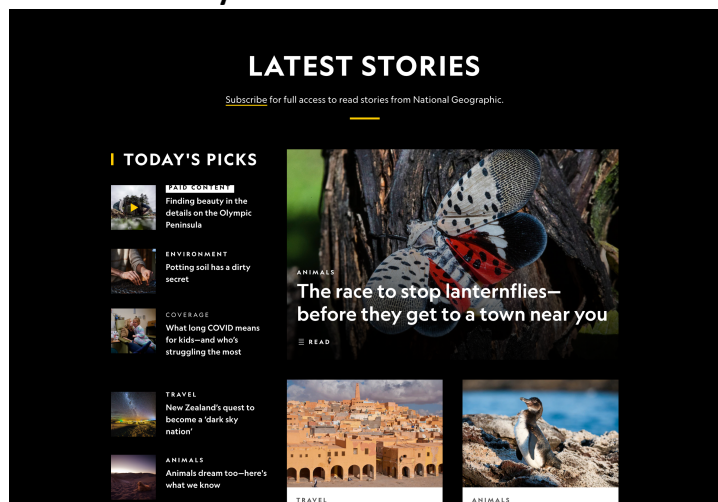 LATEST STORIES
Subscribe for full access to read stories from National Geographic.
TODAY'S PICKS
PAID CONTENT
Finding beauty in the
details on the Olympic
Peninsula
ENVIRONMENT
Potting soil has a dirty
secret
COVERAGE
What long COVID means
for kids—and who's
struggling the most
TRAVEL
New Zealand's quest to
become a 'dark sky
nation'
ANIMALS
Animals dream too—here's
what we know
ANIMALS
The race to stop lanternflies—
before they get to a town near you
READ
TRAVEL
ANIMALS